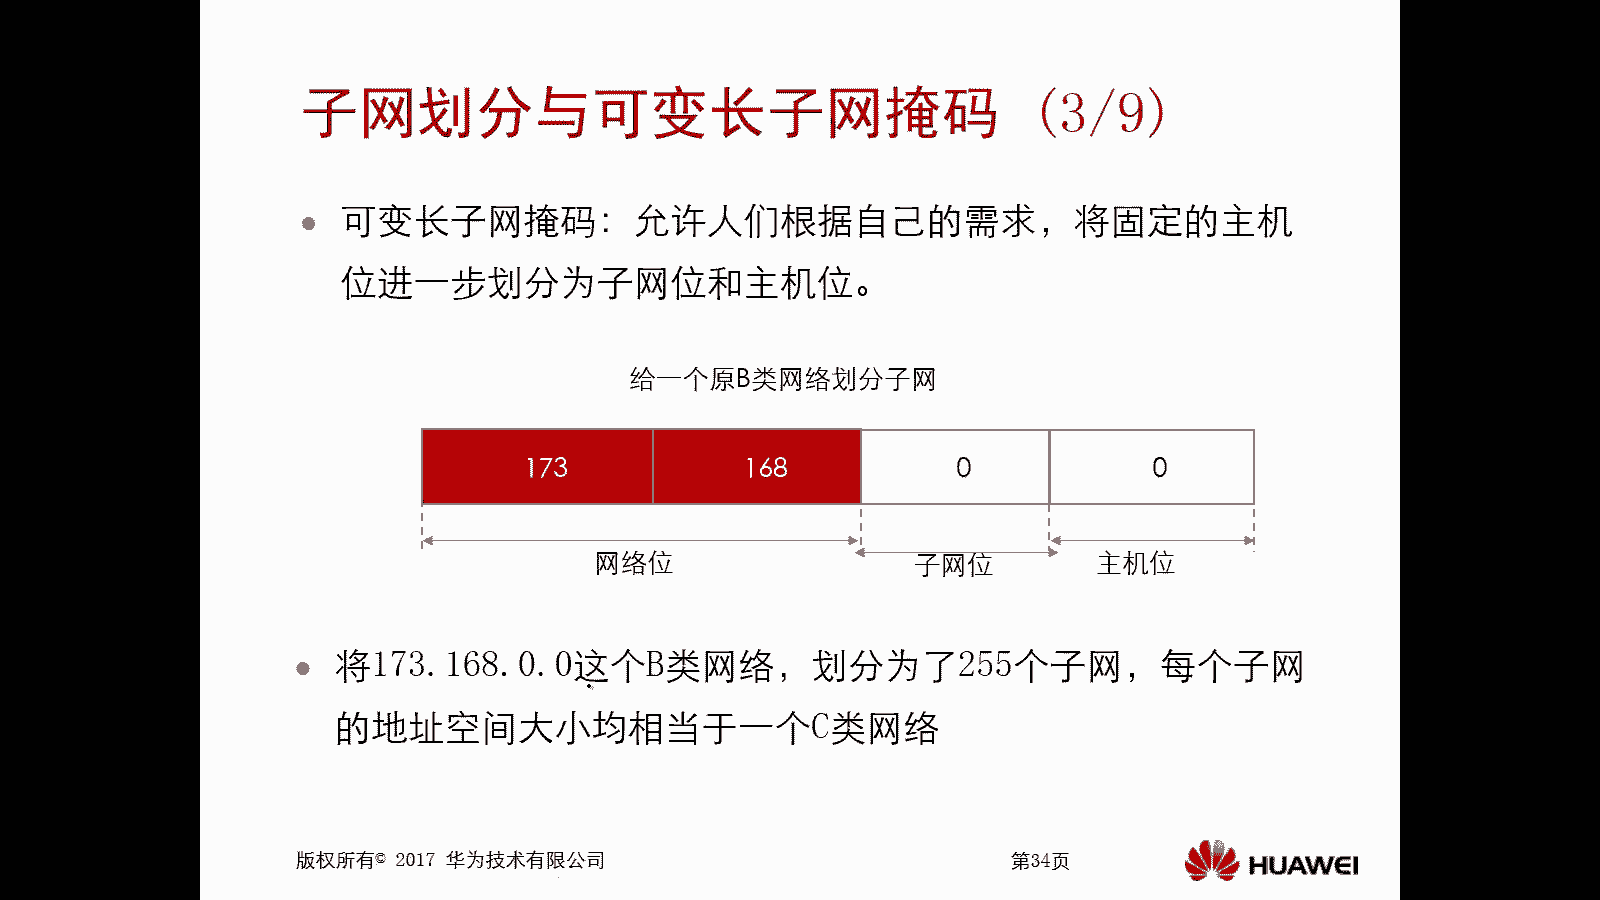 子网划分与可变长子网掩码 (3/9)
可变长子网掩码：允许人们根据自己的需求，将固定的主机
位进一步划分为子网位和主机位。
给一个原B类网络划分子网
173 168 0 0
网络位 子网位 主机位
将173.168.0.0这个B类网络，划分为了255个子网，每个子网
的地址空间大小均相当于一个C类网络
版权所有© 2017 华为技术有限公司 第34页 HUAWEI